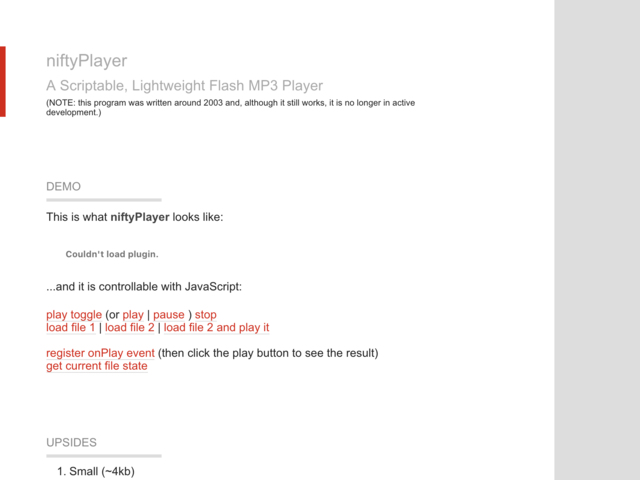 niftyPlayer
A Scriptable, Lightweight Flash MP3 Player
(NOTE: this program was written around 2003 and, although it still works, it is no longer in active
development.)
DEMO
This is what niftyPlayer looks like:
Couldn't load plugin.
...and it is controllable with JavaScript:
play toggle (or play | pause ) stop
load file 1 | load file 2 | load file 2 and play it
register onPlay event (then click the play button to see the result)
get current file state
UPSIDES
1. Small (~4kb)